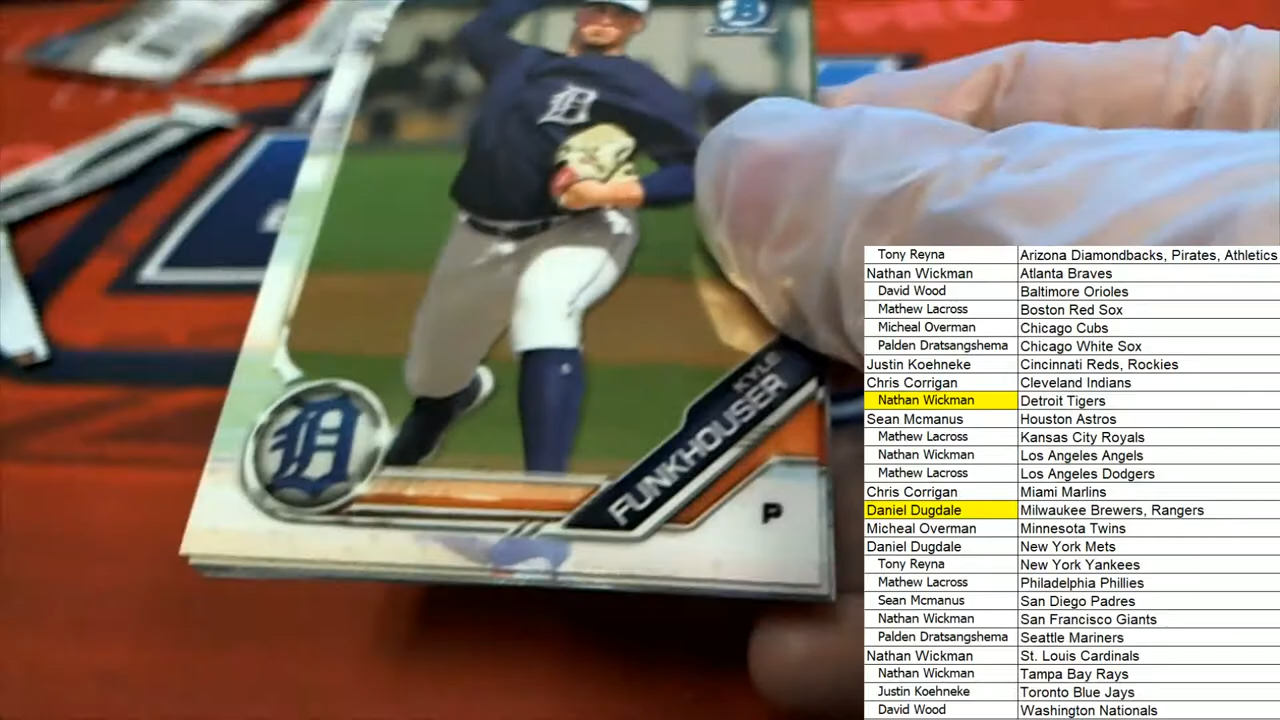 KYLE
FUNKHOUSER
P
Tony Reyna Arizona Diamondbacks, Pirates, Athletics
Nathan Wickman Atlanta Braves
David Wood Baltimore Orioles
Mathew Lacross Boston Red Sox
Micheal Overman Chicago Cubs
Palden Dratsangshema Chicago White Sox
Justin Koehneke Cincinnati Reds, Rockies
Chris Corrigan Cleveland Indians
Nathan Wickman Detroit Tigers
Sean Mcmanus Houston Astros
Mathew Lacross Kansas City Royals
Nathan Wickman Los Angeles Angels
Mathew Lacross Los Angeles Dodgers
Chris Corrigan Miami Marlins
Daniel Dugdale Milwaukee Brewers, Rangers
Micheal Overman Minnesota Twins
Daniel Dugdale New York Mets
Tony Reyna New York Yankees
Mathew Lacross Philadelphia Phillies
Sean Mcmanus San Diego Padres
Nathan Wickman San Francisco Giants
Palden Dratsangshema Seattle Mariners
Nathan Wickman St. Louis Cardinals
Nathan Wickman Tampa Bay Rays
Justin Koehneke Toronto Blue Jays
David Wood Washington Nationals